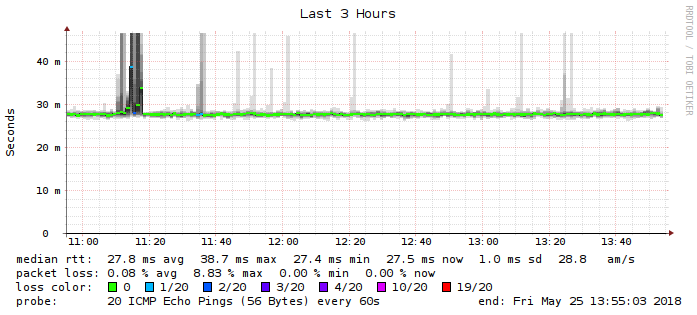 Last 3 Hours
RRDTOOL / TOBI OETIKER
Seconds
40 m
30 m
20 m
10 m
0
11:00 11:20 11:40 12:00 12:20 12:40 13:00 13:20 13:40
median rtt: 27.8 ms avg 38.7 ms max 27.4 ms min 27.5 ms now 1.0 ms sd 28.8 am/s
packet loss: 0.08 % avg 8.83 % max 0.00 % min 0.00 % now
loss color: 0 1/20 2/20 3/20 4/20 10/20 19/20
probe: 20 ICMP Echo Pings (56 Bytes) every 60s end: Fri May 25 13:55:03 2018